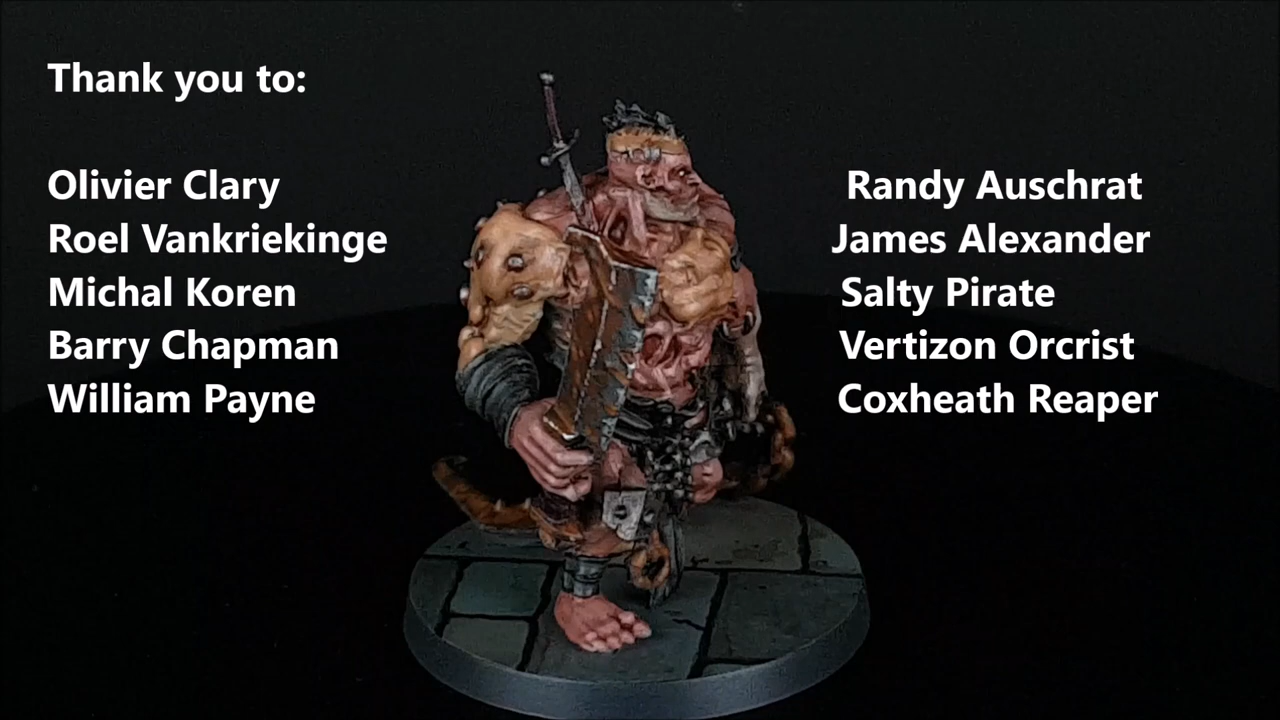 Thank you to:
Olivier Clary
Roel Vankriekinge
Michal Koren
Barry Chapman
William Payne
Randy Auschrat
James Alexander
Salty Pirate
Vertizon Orcrist
Coxheath Reaper